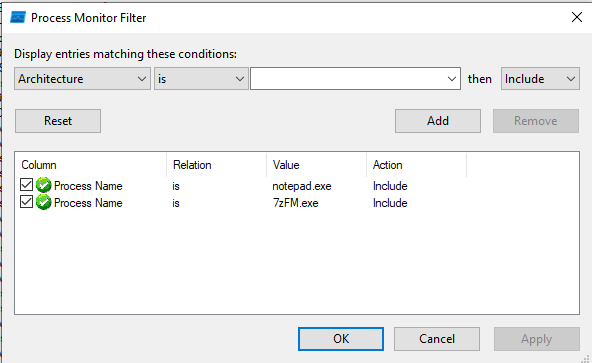 Process Monitor Filter
Display entries matching these conditions:
Architecture is then Include
Reset Add Remove
Column Relation Value Action
Process Name is notepad.exe Include
Process Name is 7zFM.exe Include
OK Cancel Apply